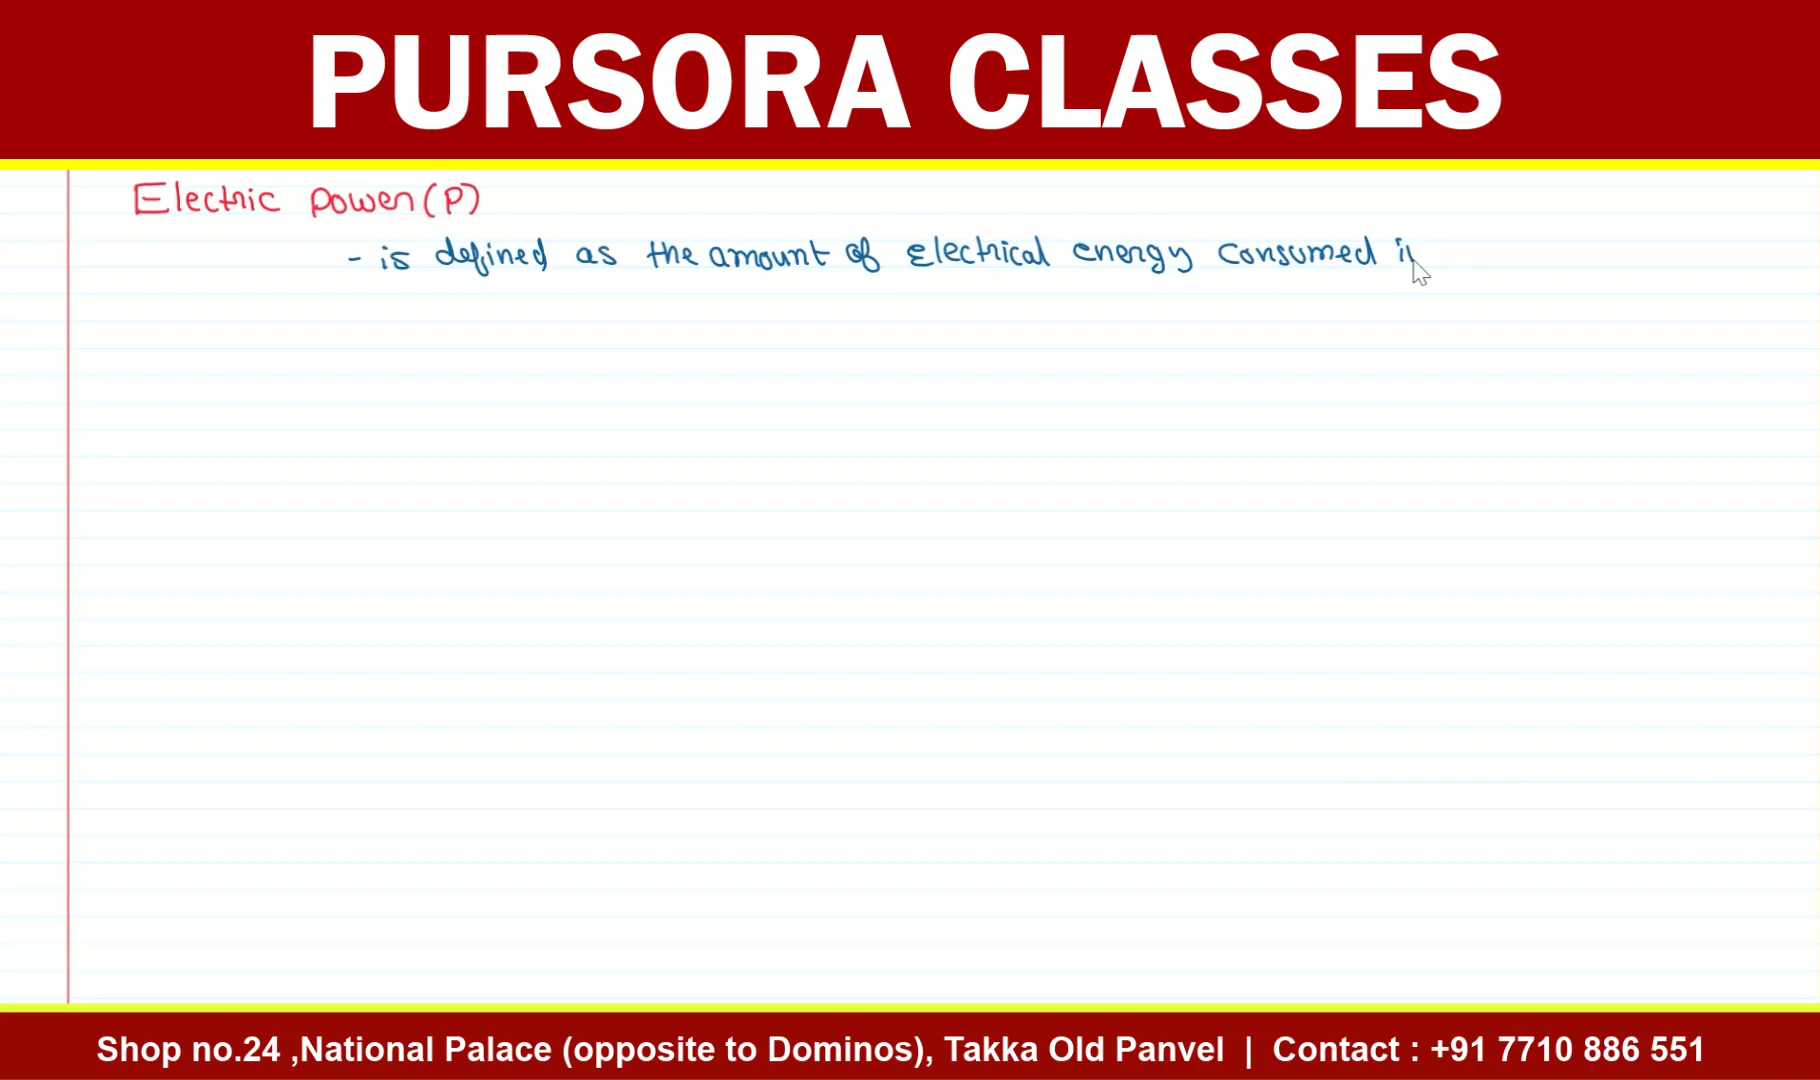 PURSORA CLASSES
Electric Power (P)
- is defined as the amount of Electrical energy consumed
Shop no.24 ,National Palace (opposite to Dominos), Takka Old Panvel | Contact : +91 7710 886 551